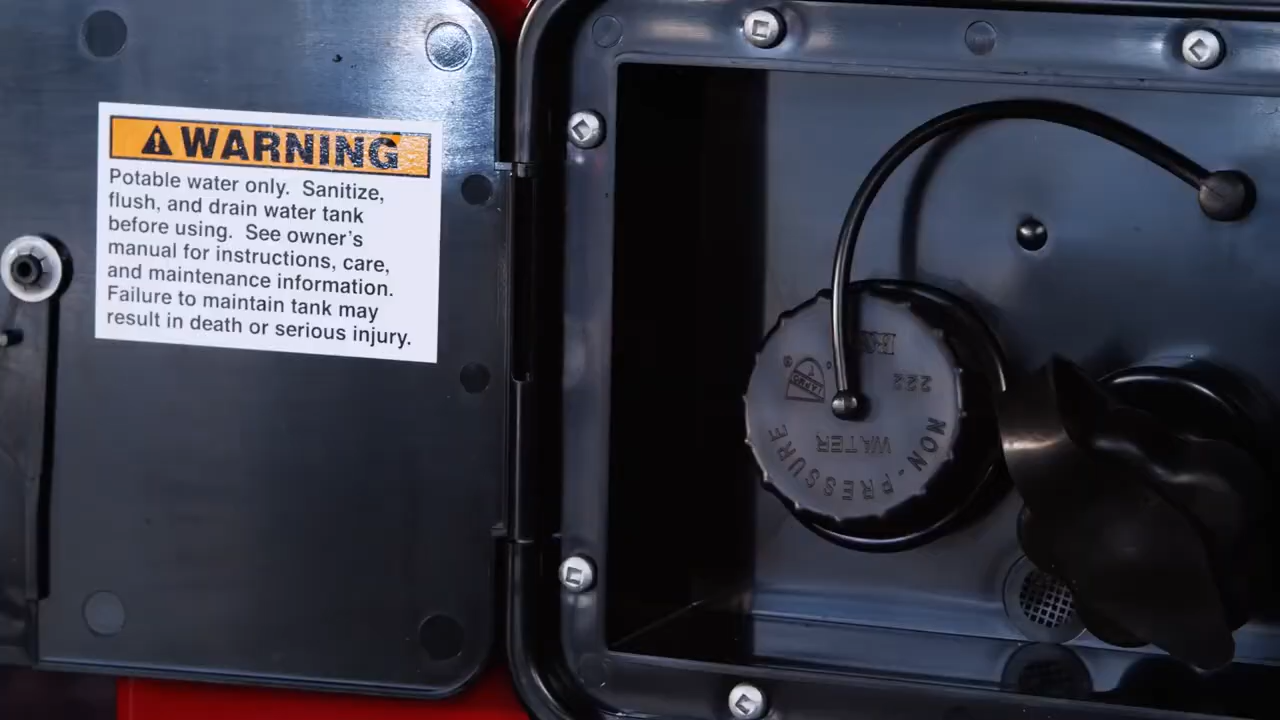 WARNING
Potable water only. Sanitize,
flush, and drain water tank
before using. See owner's
manual for instructions, care,
and maintenance information.
Failure to maintain tank may
result in death or serious injury.
222
WATER
NON-PRESSURE